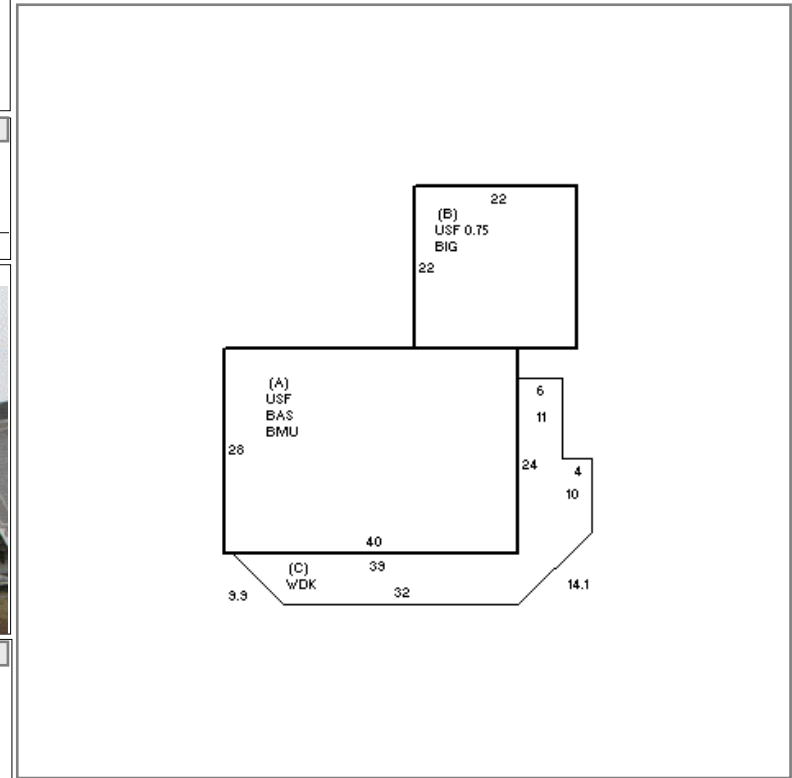 22
(B)
USF 0.75
BIG
22
(A)
USF
BAS
BMU
6
11
28
24
4
10
40
39
(C)
WDK
9.9
32
14.1